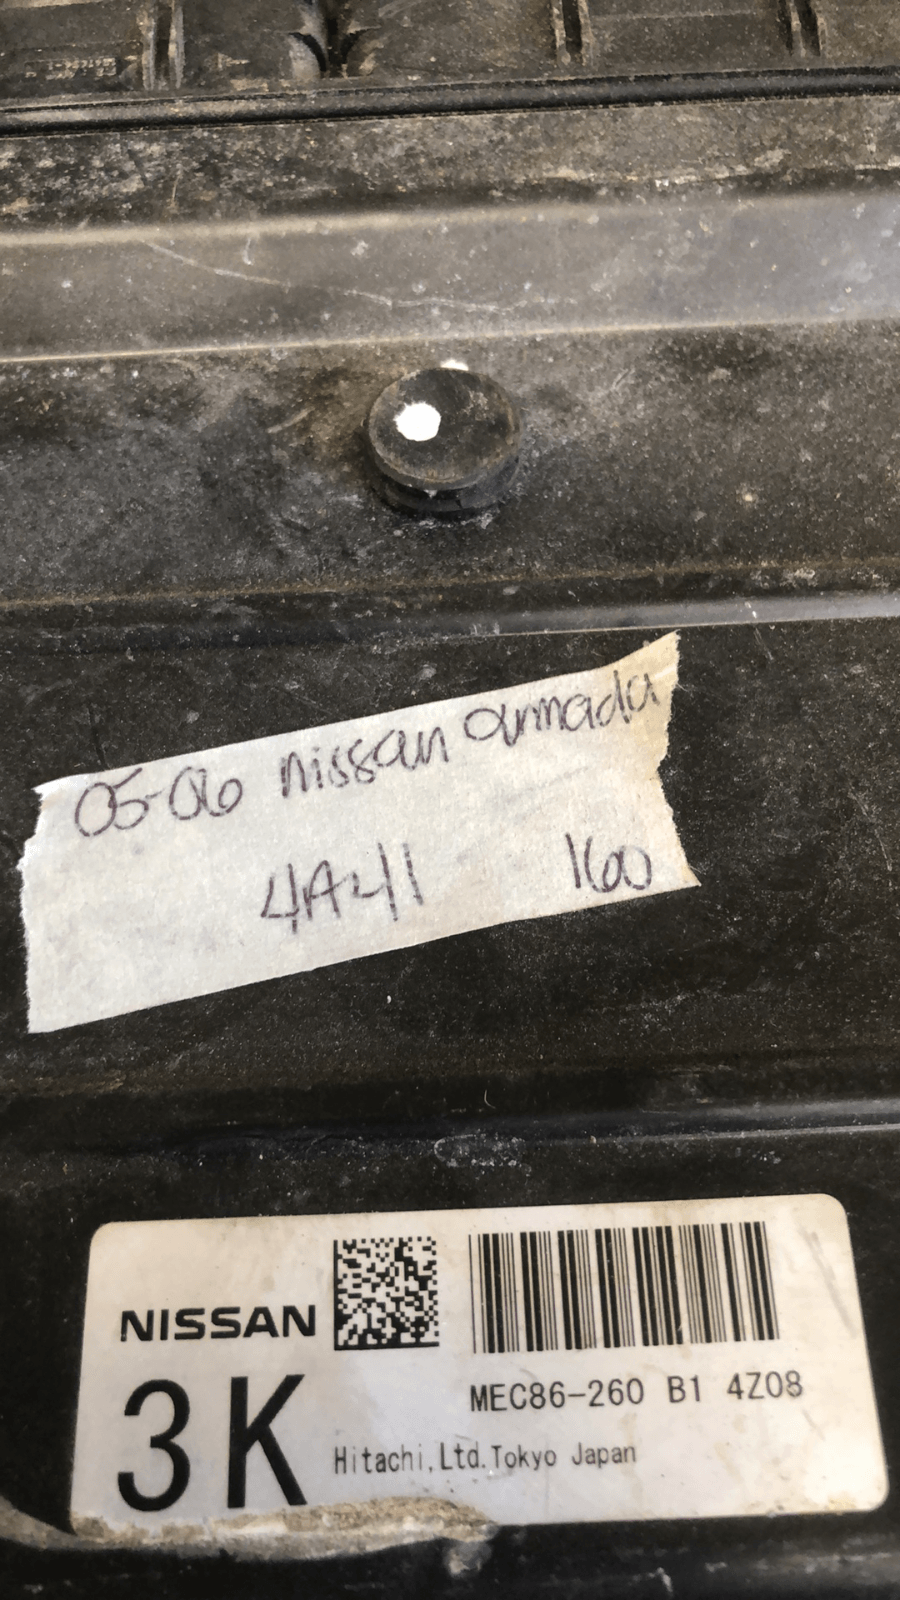 05-06 nissan armada
4A41 160
NISSAN
3K
MEC86-260 B1 4Z08
Hitachi,Ltd.Tokyo Japan